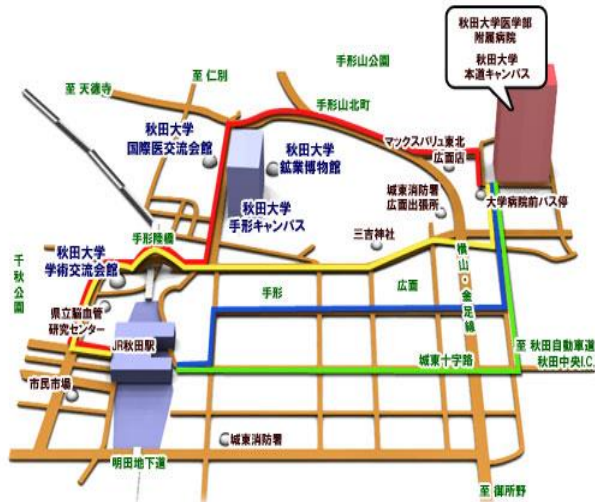 秋田大学医学部
附属病院
秋田大学
本道キャンパス
手形山公園
至 仁別
至 天徳寺
手形山北町
秋田大学
国際医交流会館
マックスバリュ東北
広面店
秋田大学
鉱業博物館
城東消防署
広面出張所
大学病院前バス停
秋田大学
手形キャンパス
三吉神社
手形陸橋
秋田大学
学術交流会館
千秋公園
横山・金足線
手形
広面
県立脳血管
研究センター
JR秋田駅
至 秋田自動車道
秋田中央I.C.
城東十字路
市民市場
城東消防署
明田地下道
至 御所野